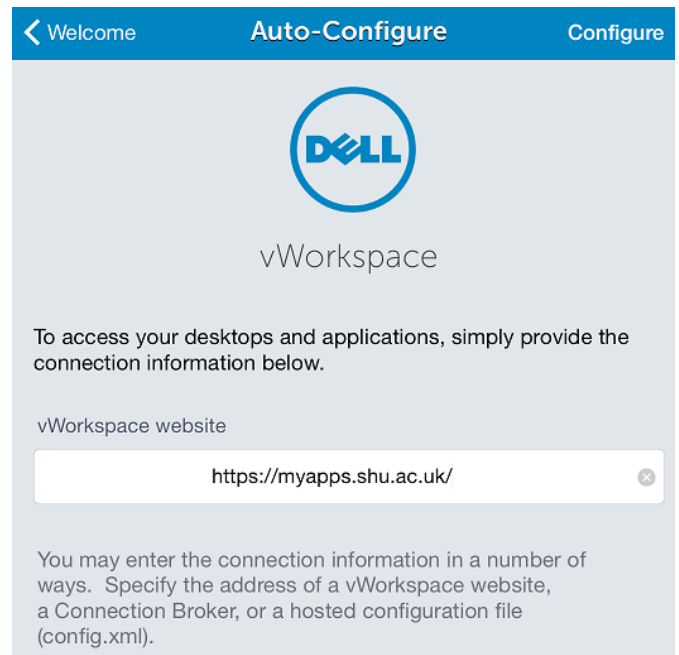 Welcome Auto-Configure Configure
DELL
vWorkspace
To access your desktops and applications, simply provide the
connection information below.
vWorkspace website
https://myapps.shu.ac.uk/
You may enter the connection information in a number of
ways. Specify the address of a vWorkspace website,
a Connection Broker, or a hosted configuration file
(config.xml).